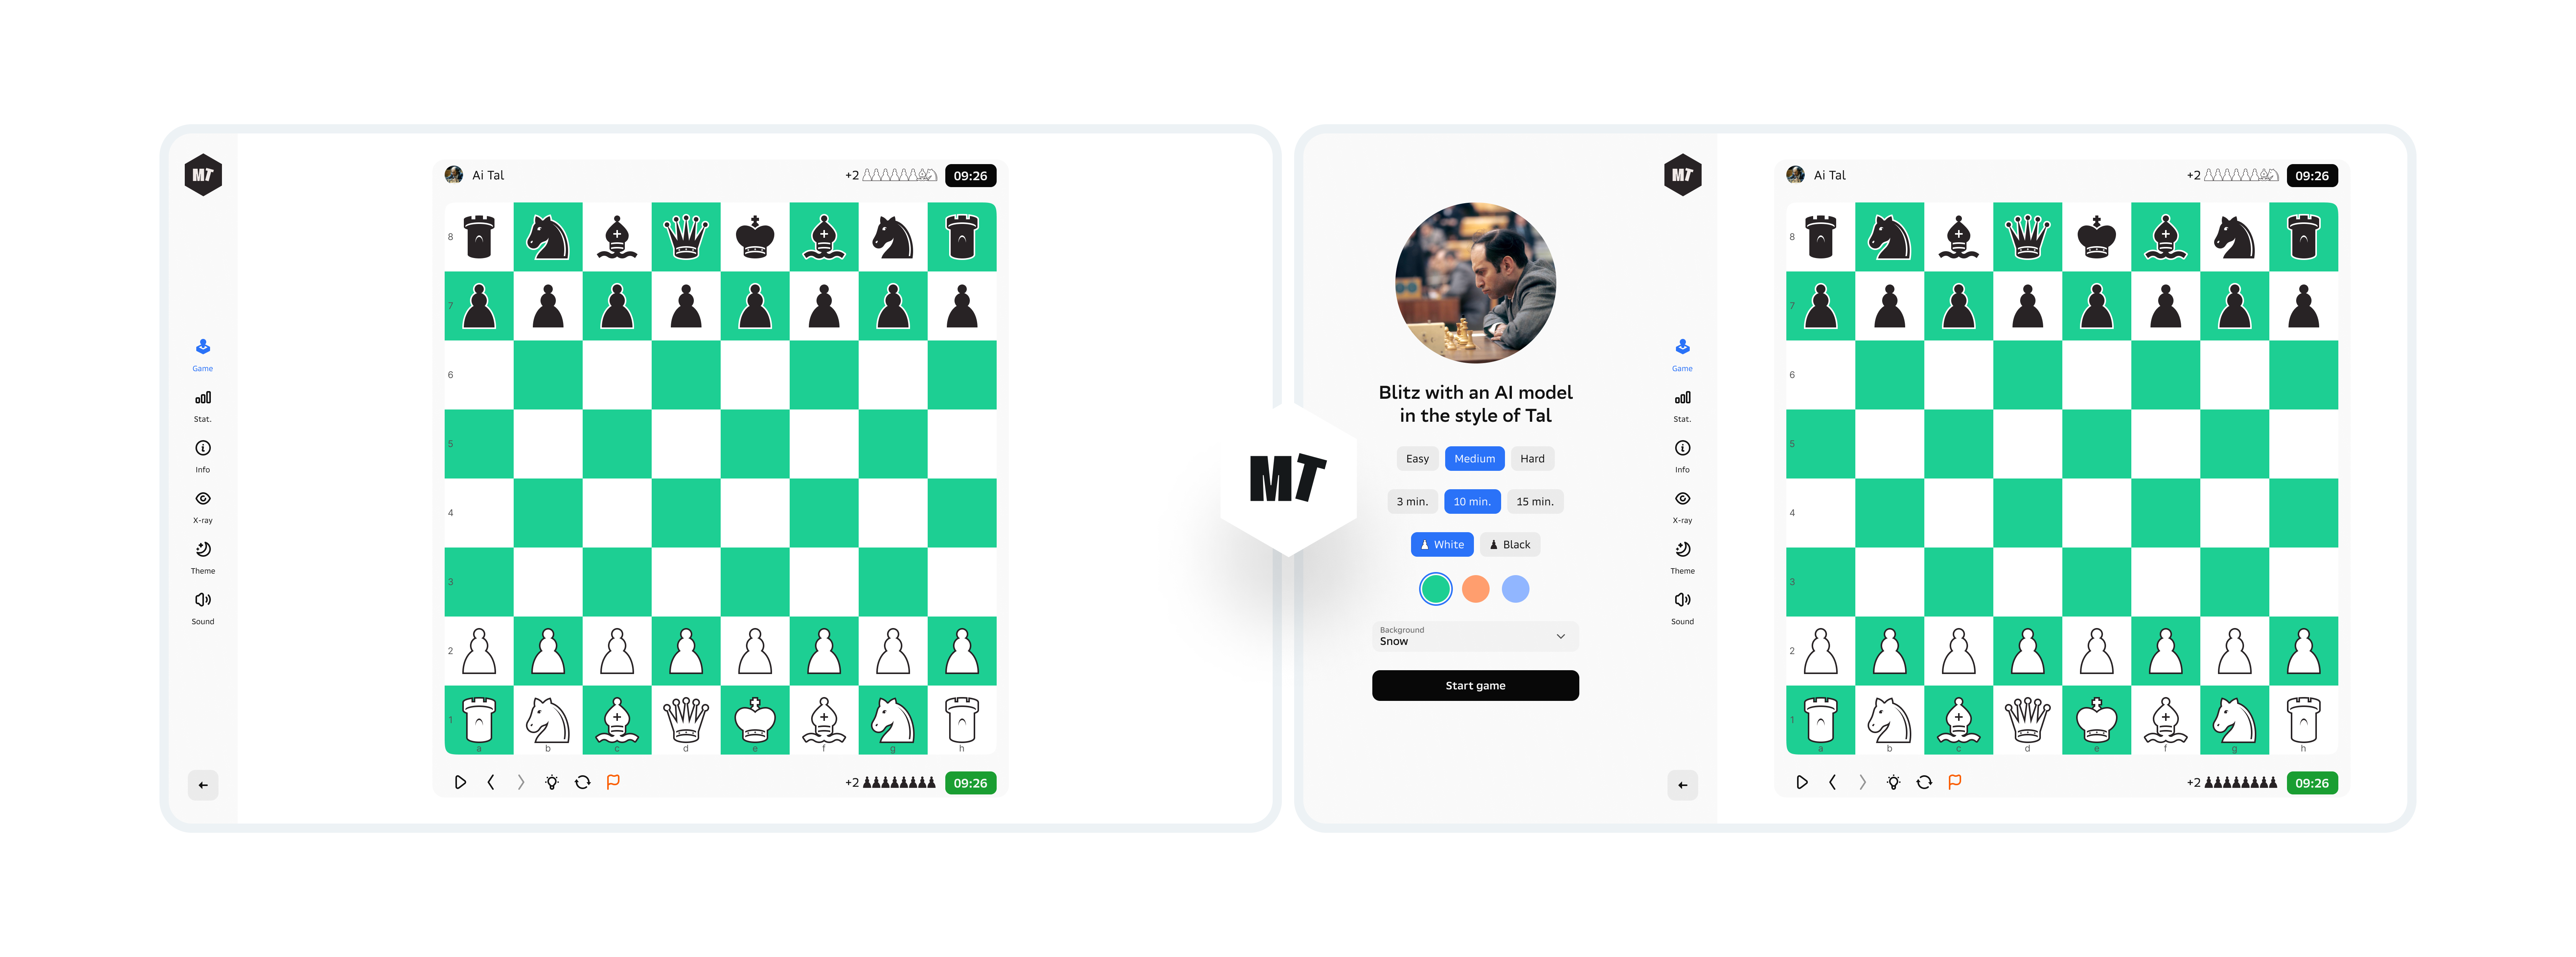 MT
Game
Stat.
Info
X-ray
Theme
Sound
Ai Tal
+2
09:26
8
7
6
5
4
3
2
1
a b c d e f g h
+2
09:26
MT
Blitz with an AI model
in the style of Tal
Easy Medium Hard
3 min. 10 min. 15 min.
White Black
Background
Snow
Start game
MT
Game
Stat.
Info
X-ray
Theme
Sound
Ai Tal
+2
09:26
8
7
6
5
4
3
2
1
a b c d e f g h
+2
09:26